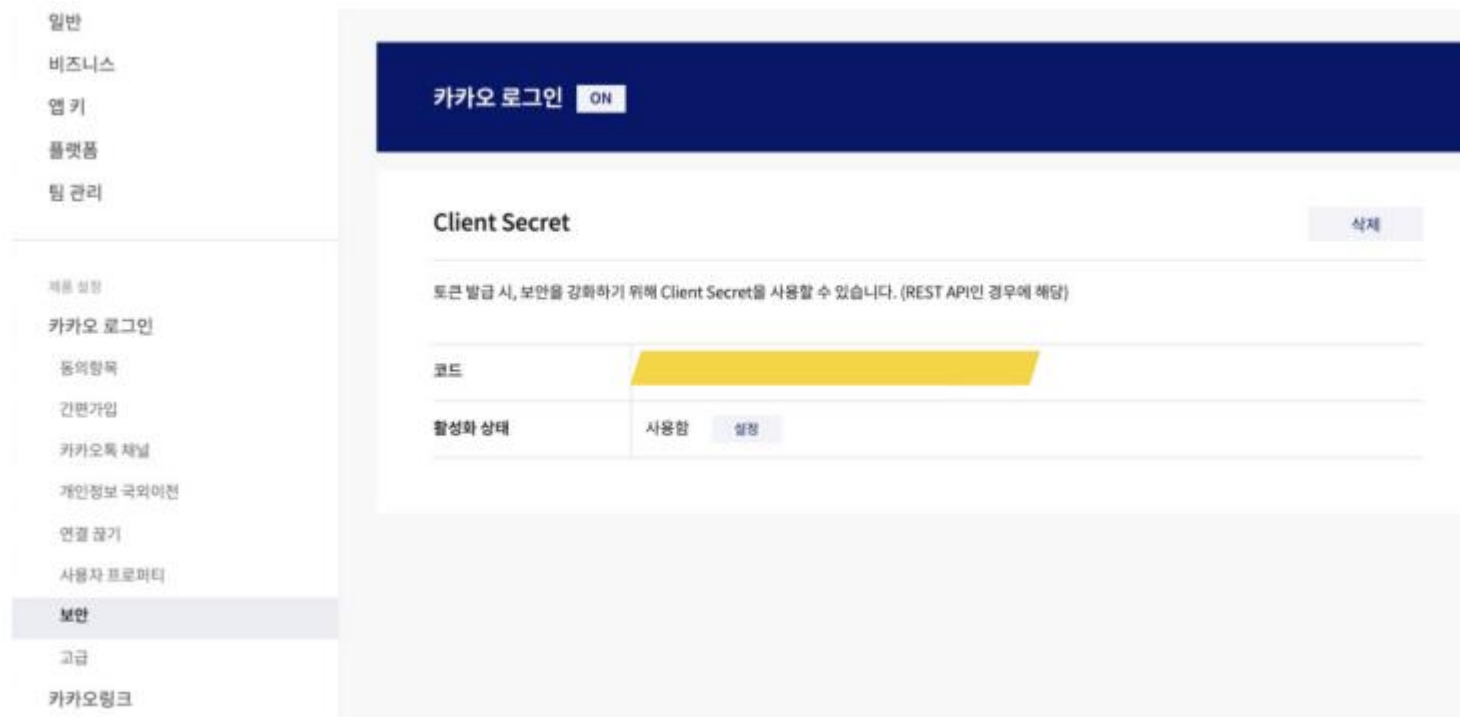 일반
비즈니스
앱 키
플랫폼
팀 관리
제품 설정
카카오 로그인
동의항목
간편가입
카카오톡 채널
개인정보 국외이전
연결 끊기
사용자 프로퍼티
보안
고급
카카오링크
카카오 로그인 ON
Client Secret 삭제
토큰 발급 시, 보안을 강화하기 위해 Client Secret을 사용할 수 있습니다. (REST API인 경우에 해당)
코드
활성화 상태 사용함 설정